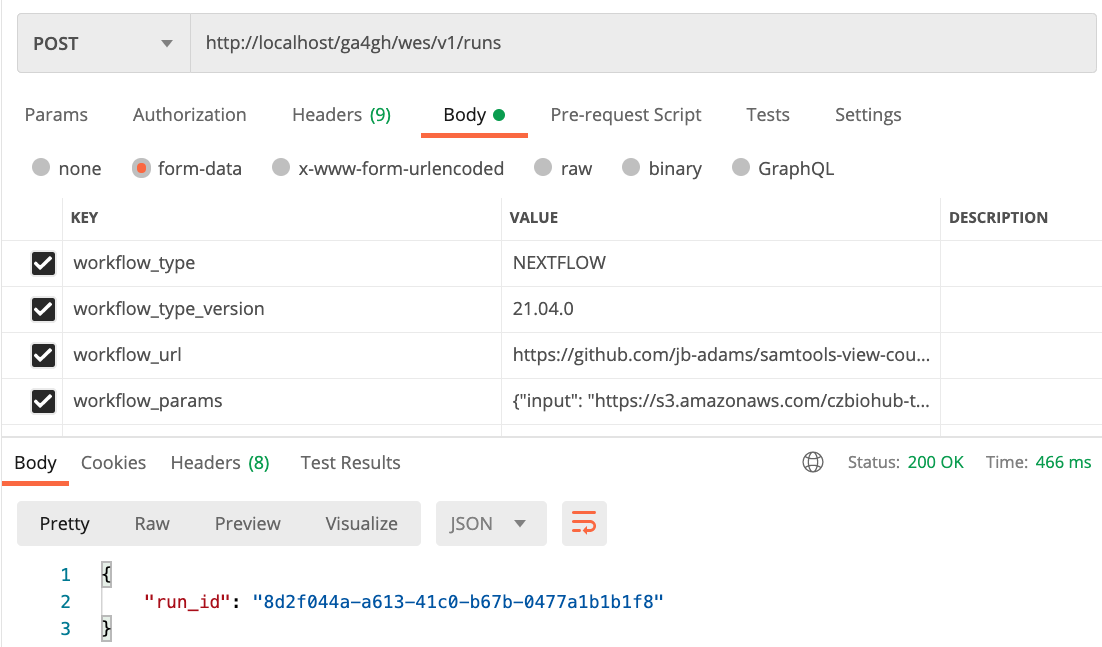 POST http://localhost/ga4gh/wes/v1/runs
Params Authorization Headers (9) Body Pre-request Script Tests Settings
none form-data x-www-form-urlencoded raw binary GraphQL
KEY VALUE DESCRIPTION
workflow_type NEXTFLOW
workflow_type_version 21.04.0
workflow_url https://github.com/jb-adams/samtools-view-cou...
workflow_params {"input": "https://s3.amazonaws.com/czbiohub-t...
Body Cookies Headers (8) Test Results Status: 200 OK Time: 466 ms
Pretty Raw Preview Visualize JSON
1 {
2 "run_id": "8d2f044a-a613-41c0-b67b-0477a1b1b1f8"
3 }